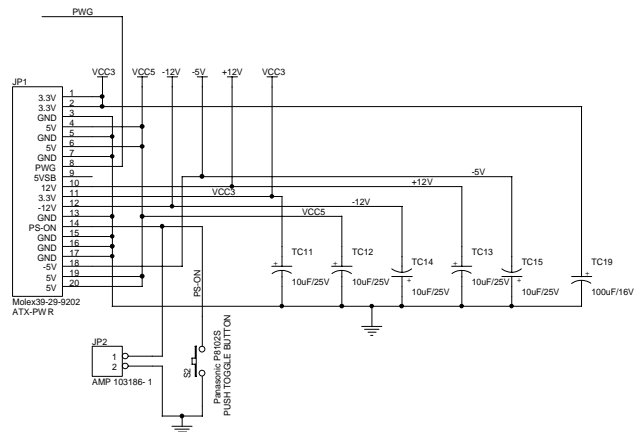 PWG
JP1
VCC3 VCC5 -12V -5V +12V VCC3
3.3V 1
3.3V 2
GND 3
5V 4
GND 5
5V 6
GND 7
PWG 8
5VSB 9
12V 10
3.3V 11
-12V 12
GND 13
PS-ON 14
GND 15
GND 16
GND 17
-5V 18
5V 19
5V 20
Molex39-29-9202
ATX-PWR
-5V
+12V
VCC3
-12V
VCC5
TC11 TC12 TC14 TC13 TC15 TC19
+ + + + + +
10uF/25V 10uF/25V 10uF/25V 10uF/25V 10uF/25V 100uF/16V
PS-ON
JP2
1
2
AMP 103186-1
S2
Panasonic P8102S
PUSH TOGGLE BUTTON